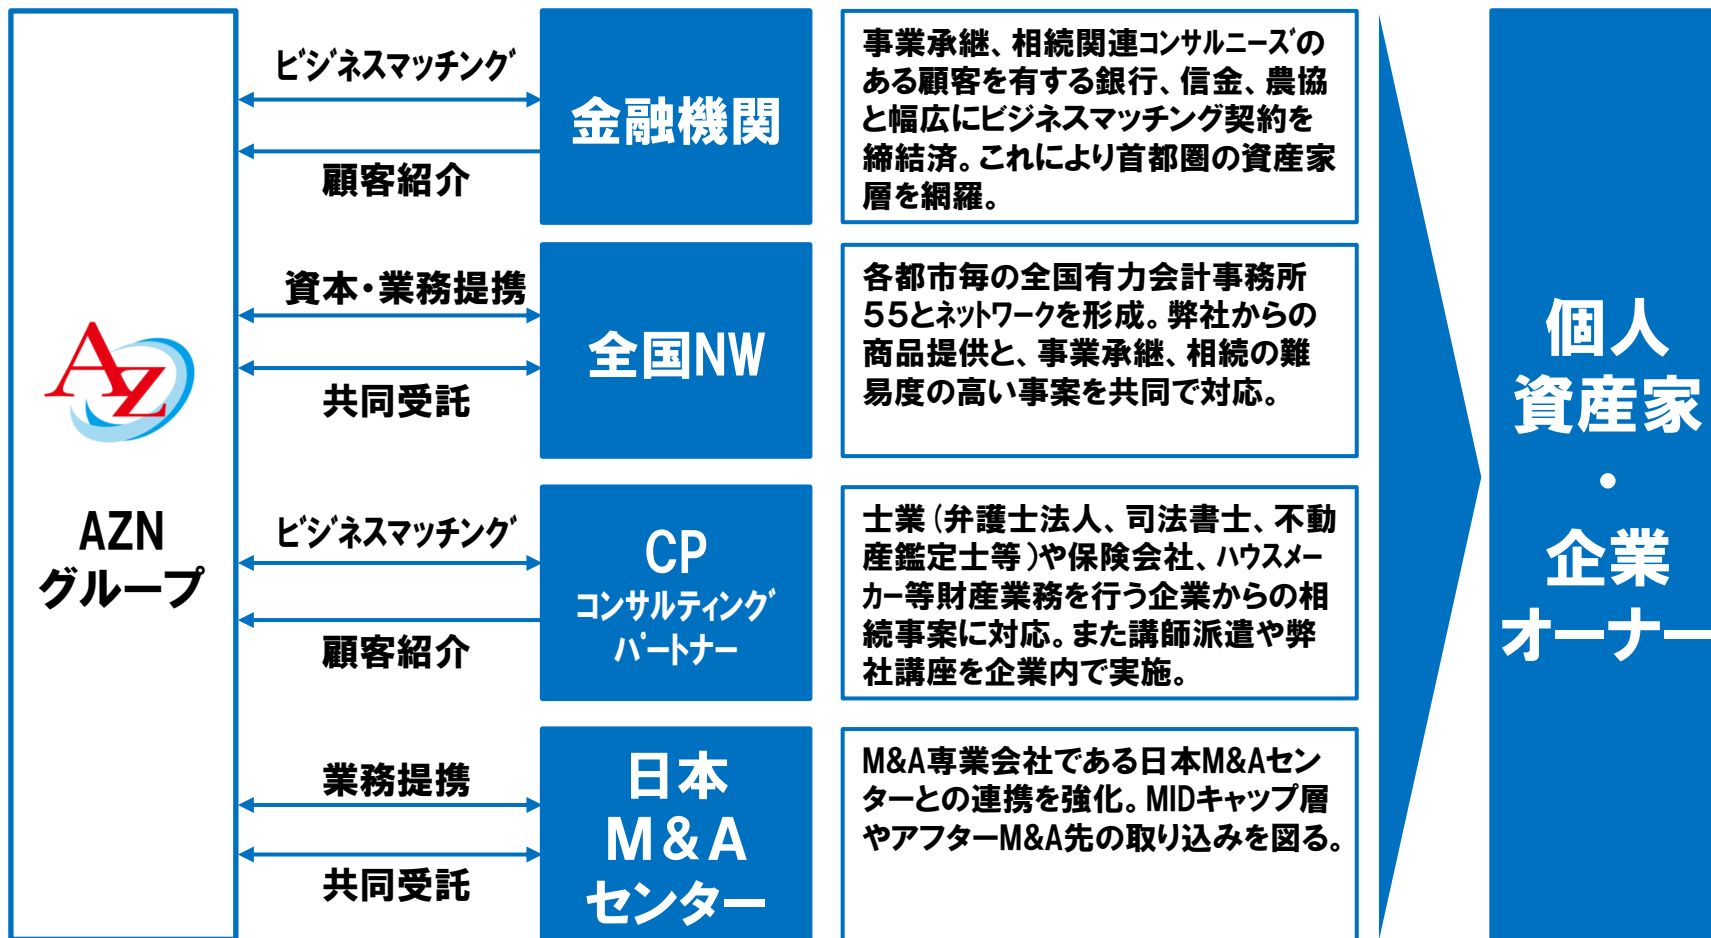 AZ
AZN
グループ
ビジネスマッチング
顧客紹介
金融機関
事業承継、相続関連コンサルニーズの
ある顧客を有する銀行、信金、農協
と幅広にビジネスマッチング契約を
締結済。これにより首都圏の資産家
層を網羅。
資本・業務提携
共同受託
全国NW
各都市毎の全国有力会計事務所
55とネットワークを形成。弊社からの
商品提供と、事業承継、相続の難
易度の高い事案を共同で対応。
ビジネスマッチング
顧客紹介
CP
コンサルティング
パートナー
士業(弁護士法人、司法書士、不動
産鑑定士等)や保険会社、ハウスメー
カー等財産業務を行う企業からの相
続事案に対応。また講師派遣や弊
社講座を企業内で実施。
業務提携
共同受託
日本
M&A
センター
M&A専業会社である日本M&Aセン
ターとの連携を強化。MIDキャップ層
やアフターM&A先の取り込みを図る。
個人
資産家
・
企業
オーナー